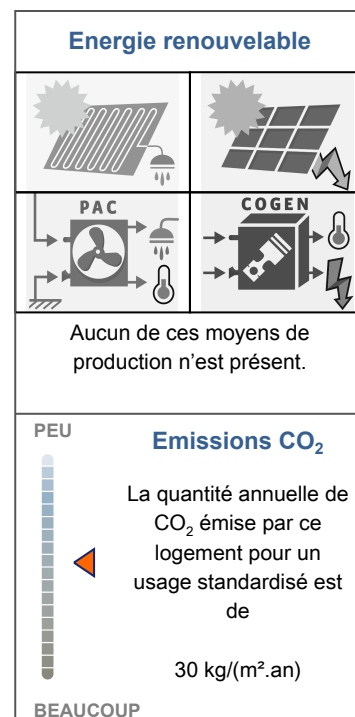 Energie renouvelable
PAC
COGEN
Aucun de ces moyens de
production n'est présent.
PEU
Emissions CO₂
La quantité annuelle de
CO₂ émise par ce
logement pour un
usage standardisé est
de
30 kg/(m².an)
BEAUCOUP